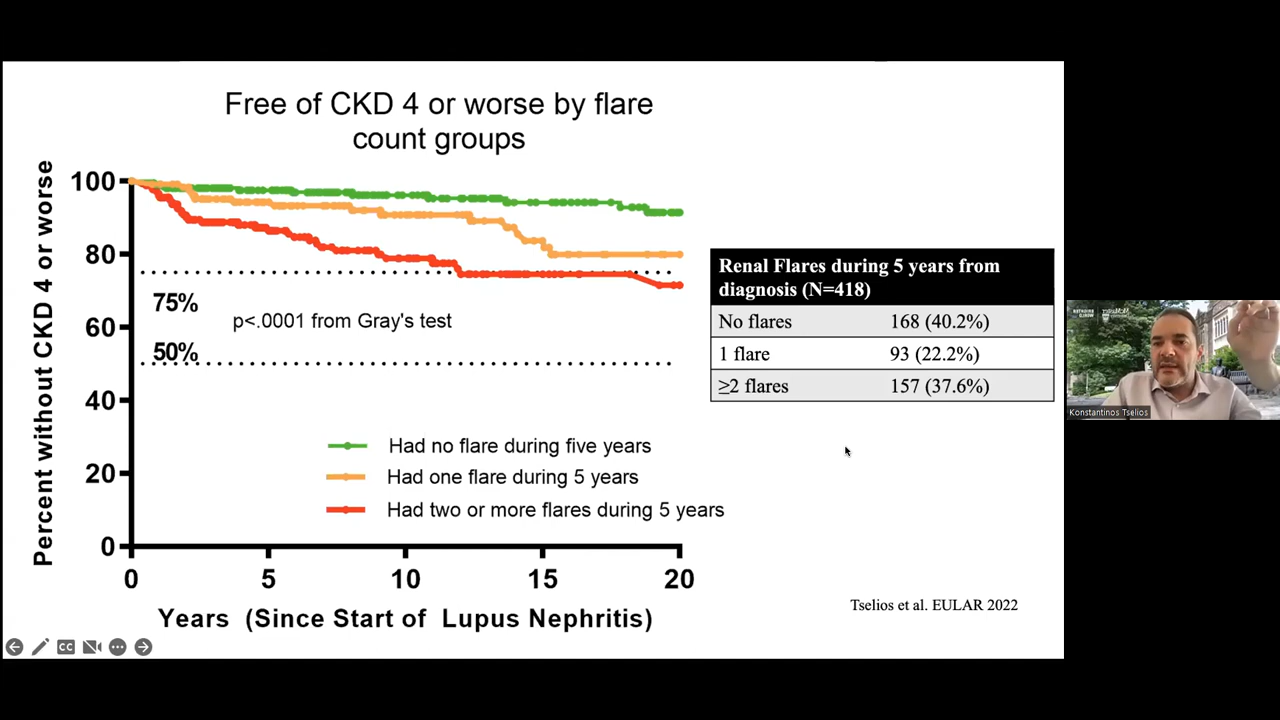 Free of CKD 4 or worse by flare
count groups
Percent without CKD 4 or worse
100
80
60
40
20
0
75%
50%
p<.0001 from Gray's test
Had no flare during five years
Had one flare during 5 years
Had two or more flares during 5 years
0 5 10 15 20
Years (Since Start of Lupus Nephritis)
Renal Flares during 5 years from
diagnosis (N=418)
No flares 168 (40.2%)
1 flare 93 (22.2%)
≥2 flares 157 (37.6%)
Tselios et al. EULAR 2022
CC
Konstantinos Tselios